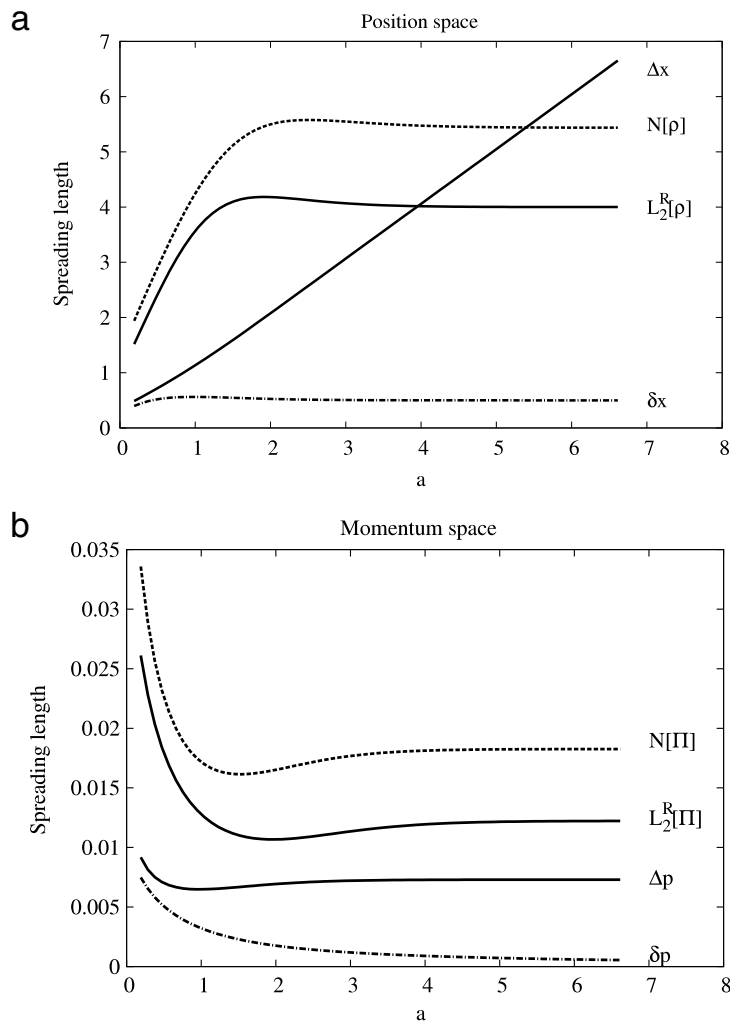 a
Position space
7
6
5
4
3
2
1
0
Spreading length
Δx
N[ρ]
L₂ᴿ[ρ]
δx
0 1 2 3 4 5 6 7 8
a
b
Momentum space
0.035
0.03
0.025
0.02
0.015
0.01
0.005
0
Spreading length
N[Π]
L₂ᴿ[Π]
Δp
δp
0 1 2 3 4 5 6 7 8
a